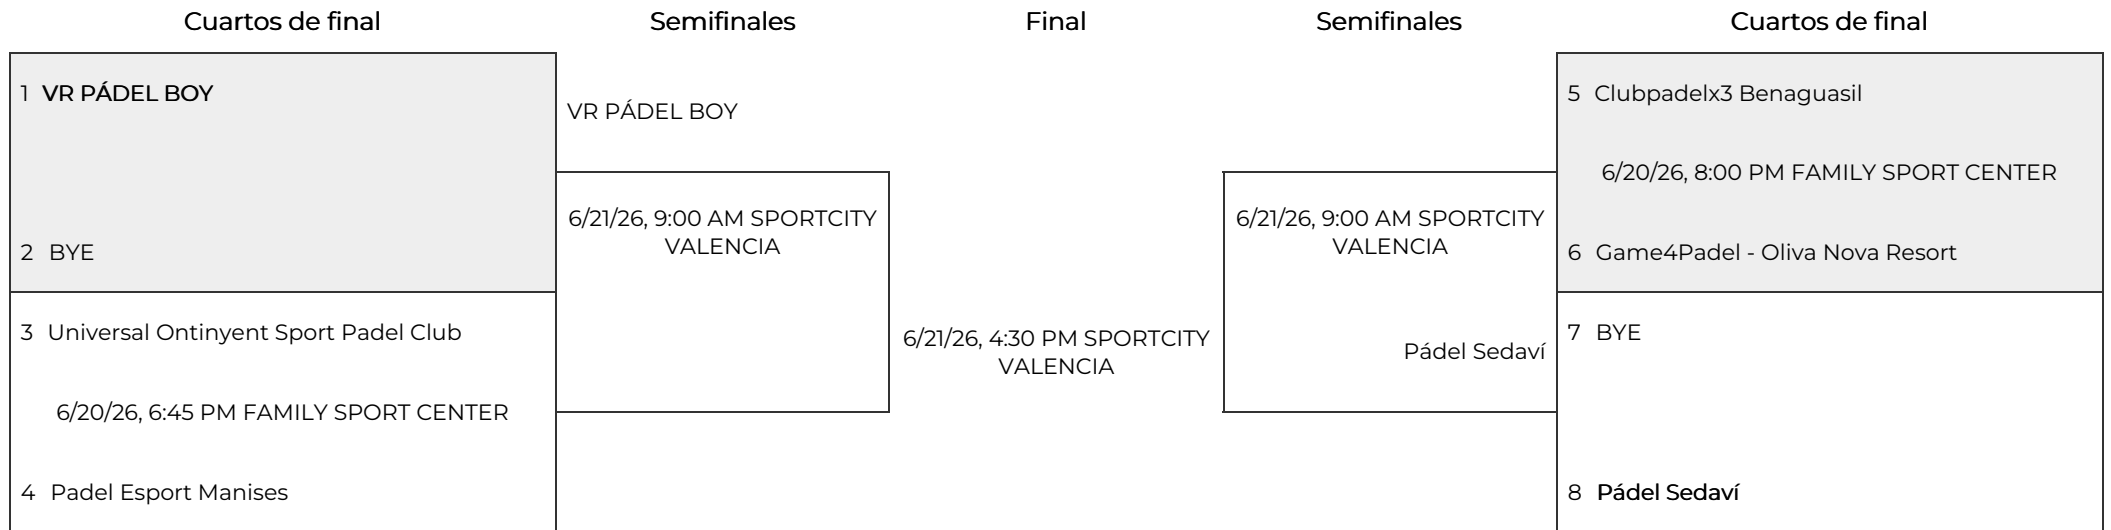 Cuartos de final
Semifinales
Final
Semifinales
Cuartos de final
1 VR PÁDEL BOY
2 BYE
3 Universal Ontinyent Sport Padel Club
6/20/26, 6:45 PM FAMILY SPORT CENTER
4 Padel Esport Manises
VR PÁDEL BOY
6/21/26, 9:00 AM SPORTCITY
VALENCIA
6/21/26, 4:30 PM SPORTCITY
VALENCIA
6/21/26, 9:00 AM SPORTCITY
VALENCIA
Pádel Sedaví
5 Clubpadelx3 Benaguasil
6/20/26, 8:00 PM FAMILY SPORT CENTER
6 Game4Padel - Oliva Nova Resort
7 BYE
8 Pádel Sedaví